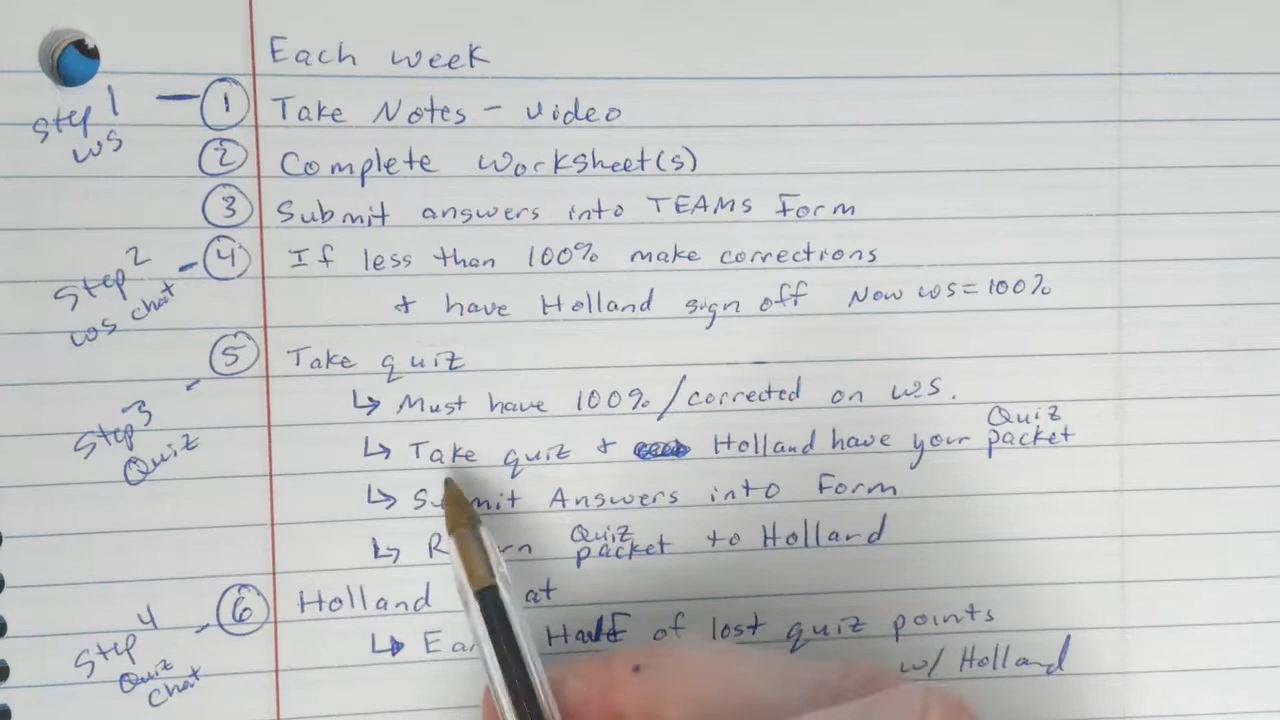 Each week
Step 1 WS
① Take Notes - video
② Complete Worksheet(s)
③ Submit answers into TEAMS Form
Step 2 WS chat
④ If less than 100% make corrections
+ have Holland sign off Now WS = 100%
Step 3 Quiz
⑤ Take quiz
↳ Must have 100% / corrected on WS.
↳ Take quiz + Holland have your Quiz packet
↳ Submit Answers into Form
↳ Quiz packet to Holland
Step 4 Quiz Chat
⑥ Holland
↳ Half of lost quiz points
w/ Holland